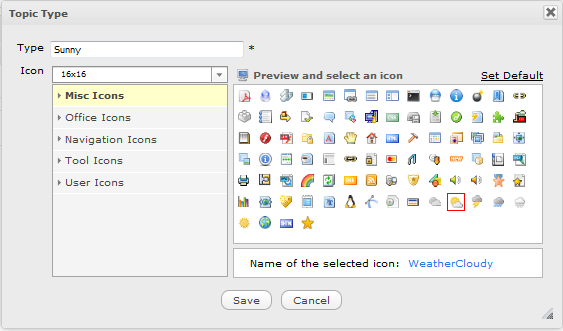 Topic Type
Type Sunny *
Icon 16x16 Preview and select an icon Set Default
Misc Icons
Office Icons
Navigation Icons
Tool Icons
User Icons
Name of the selected icon: WeatherCloudy
Save Cancel